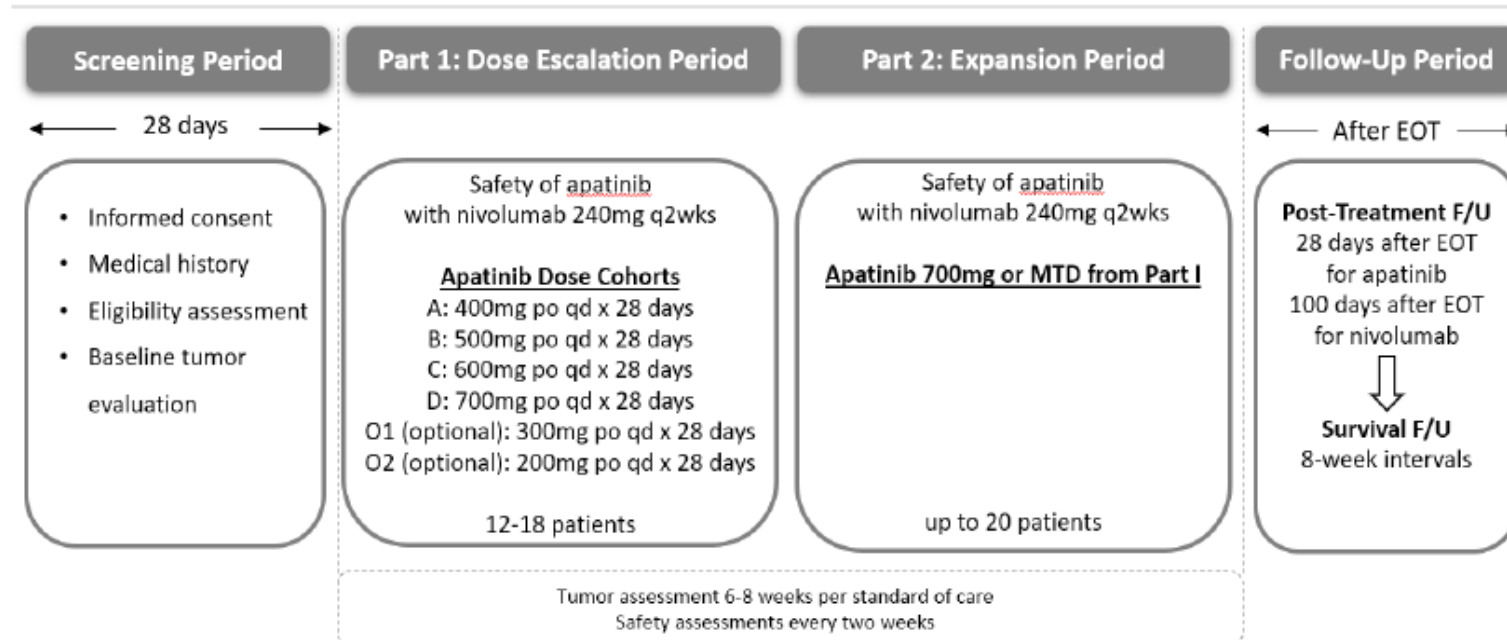 Screening Period
28 days
• Informed consent
• Medical history
• Eligibility assessment
• Baseline tumor
evaluation
Part 1: Dose Escalation Period
Safety of apatinib
with nivolumab 240mg q2wks
Apatinib Dose Cohorts
A: 400mg po qd x 28 days
B: 500mg po qd x 28 days
C: 600mg po qd x 28 days
D: 700mg po qd x 28 days
O1 (optional): 300mg po qd x 28 days
O2 (optional): 200mg po qd x 28 days
12-18 patients
Part 2: Expansion Period
Safety of apatinib
with nivolumab 240mg q2wks
Apatinib 700mg or MTD from Part I
up to 20 patients
Follow-Up Period
After EOT
Post-Treatment F/U
28 days after EOT
for apatinib
100 days after EOT
for nivolumab
Survival F/U
8-week intervals
Tumor assessment 6-8 weeks per standard of care
Safety assessments every two weeks